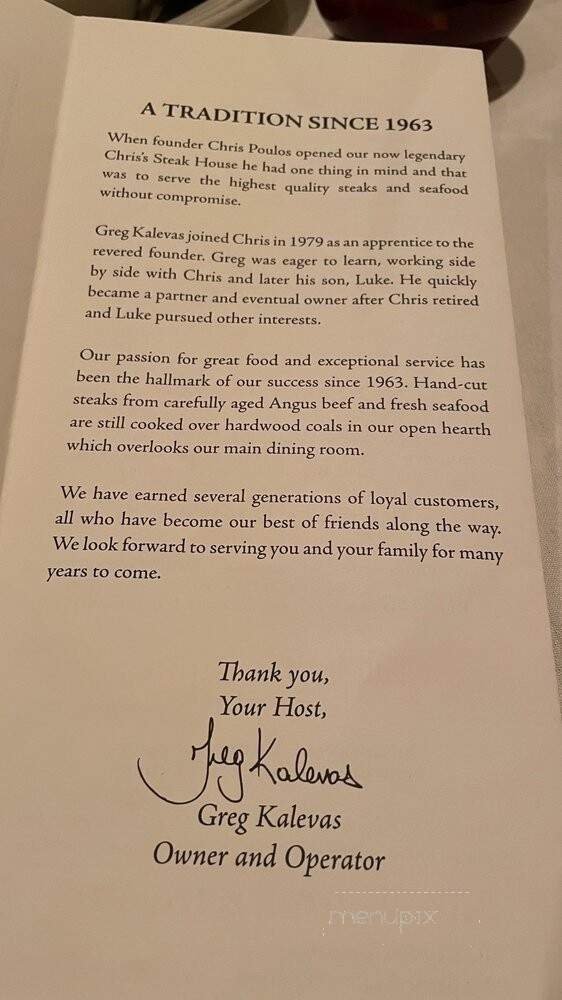 A TRADITION SINCE 1963
When founder Chris Poulos opened our now legendary
Chris's Steak House he had one thing in mind and that
was to serve the highest quality steaks and seafood
without compromise.
Greg Kalevas joined Chris in 1979 as an apprentice to the
revered founder. Greg was eager to learn, working side
by side with Chris and later his son, Luke. He quickly
became a partner and eventual owner after Chris retired
and Luke pursued other interests.
Our passion for great food and exceptional service has
been the hallmark of our success since 1963. Hand-cut
steaks from carefully aged Angus beef and fresh seafood
are still cooked over hardwood coals in our open hearth
which overlooks our main dining room.
We have earned several generations of loyal customers,
all who have become our best of friends along the way.
We look forward to serving you and your family for many
years to come.
Thank you,
Your Host,
Greg Kalevas
Greg Kalevas
Owner and Operator
menupix